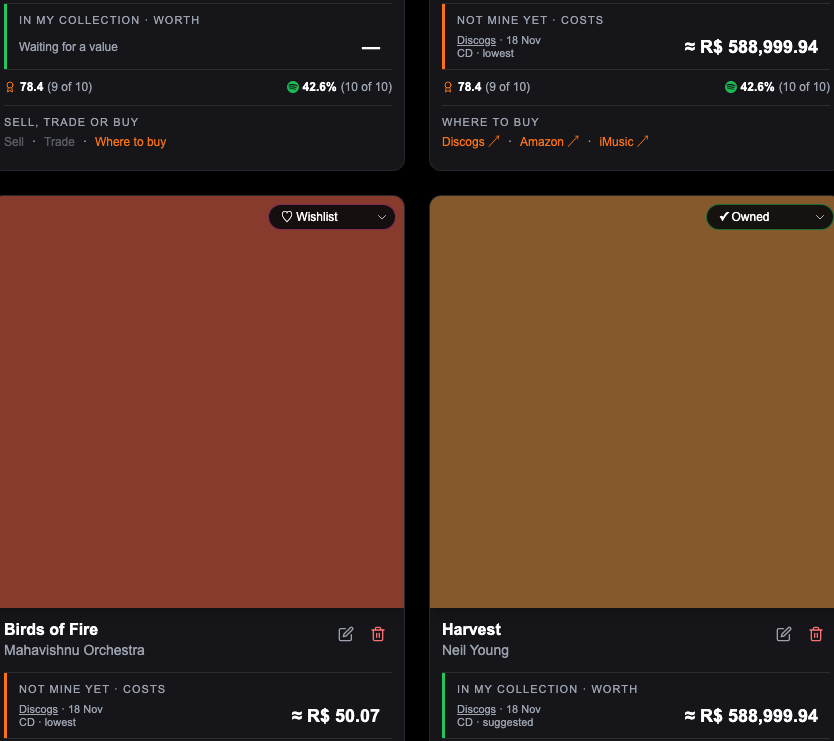 IN MY COLLECTION · WORTH
Waiting for a value —
78.4 (9 of 10) 42.6% (10 of 10)
SELL, TRADE OR BUY
Sell · Trade · Where to buy
NOT MINE YET · COSTS
Discogs · 18 Nov
CD · lowest
≈ R$ 588,999.94
78.4 (9 of 10) 42.6% (10 of 10)
WHERE TO BUY
Discogs ↗ · Amazon ↗ · iMusic ↗
♡ Wishlist
Birds of Fire
Mahavishnu Orchestra
NOT MINE YET · COSTS
Discogs · 18 Nov
CD · lowest
≈ R$ 50.07
✓ Owned
Harvest
Neil Young
IN MY COLLECTION · WORTH
Discogs · 18 Nov
CD · suggested
≈ R$ 588,999.94